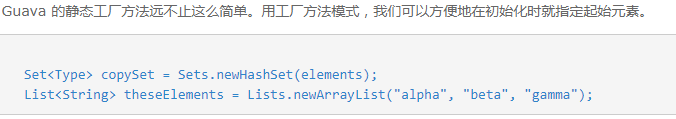 Guava 的静态工厂方法远不止这么简单。用工厂方法模式，我们可以方便地在初始化时就指定起始元素。
Set<Type> copySet = Sets.newHashSet(elements);
List<String> theseElements = Lists.newArrayList("alpha", "beta", "gamma");